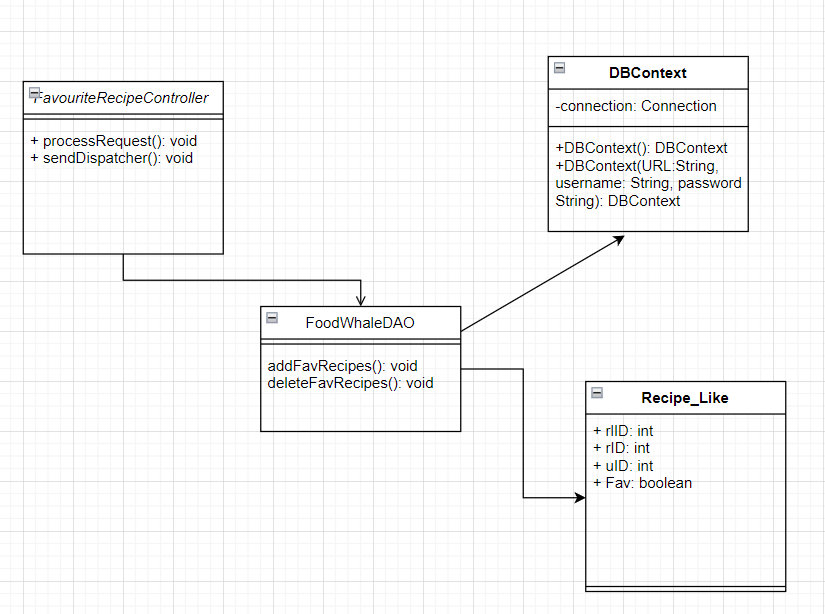 FavouriteRecipeController
+ processRequest(): void
+ sendDispatcher(): void
DBContext
-connection: Connection
+DBContext(): DBContext
+DBContext(URL:String,
username: String, password
String): DBContext
FoodWhaleDAO
addFavRecipes(): void
deleteFavRecipes(): void
Recipe_Like
+ rlID: int
+ rID: int
+ uID: int
+ Fav: boolean